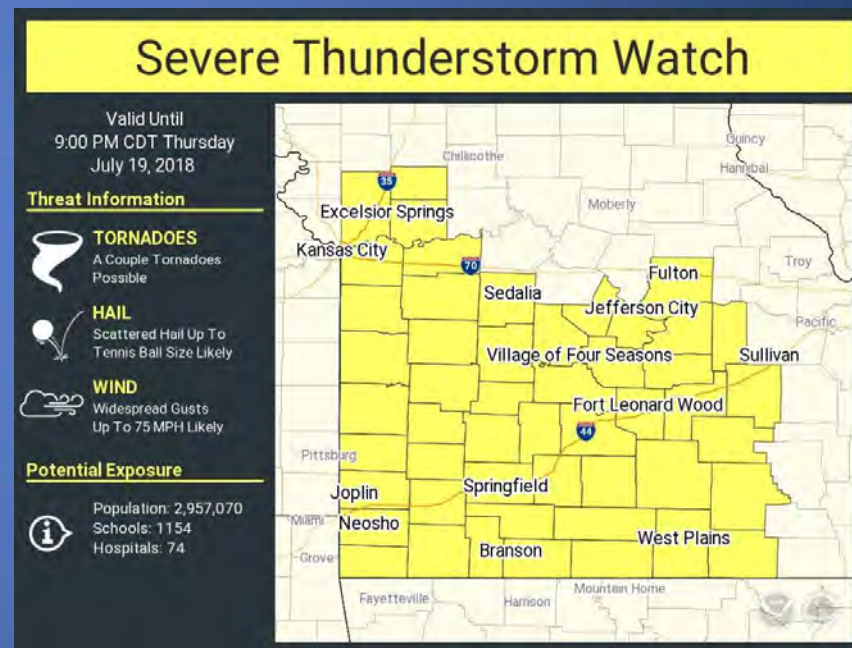 Severe Thunderstorm Watch
Valid Until
9:00 PM CDT Thursday
July 19, 2018
Threat Information
TORNADOES
A Couple Tornadoes
Possible
HAIL
Scattered Hail Up To
Tennis Ball Size Likely
WIND
Widespread Gusts
Up To 75 MPH Likely
Potential Exposure
Population: 2,957,070
Schools: 1154
Hospitals: 74
Quincy
Chillicothe
Hannibal
35
Moberly
Excelsior Springs
Kansas City
Troy
70
Fulton
Sedalia
Jefferson City
Pacific
Village of Four Seasons
Sullivan
Fort Leonard Wood
44
Pittsburg
Springfield
Joplin
Miami
Neosho
West Plains
Branson
Grove
Mountain Home
Fayetteville
Harrison